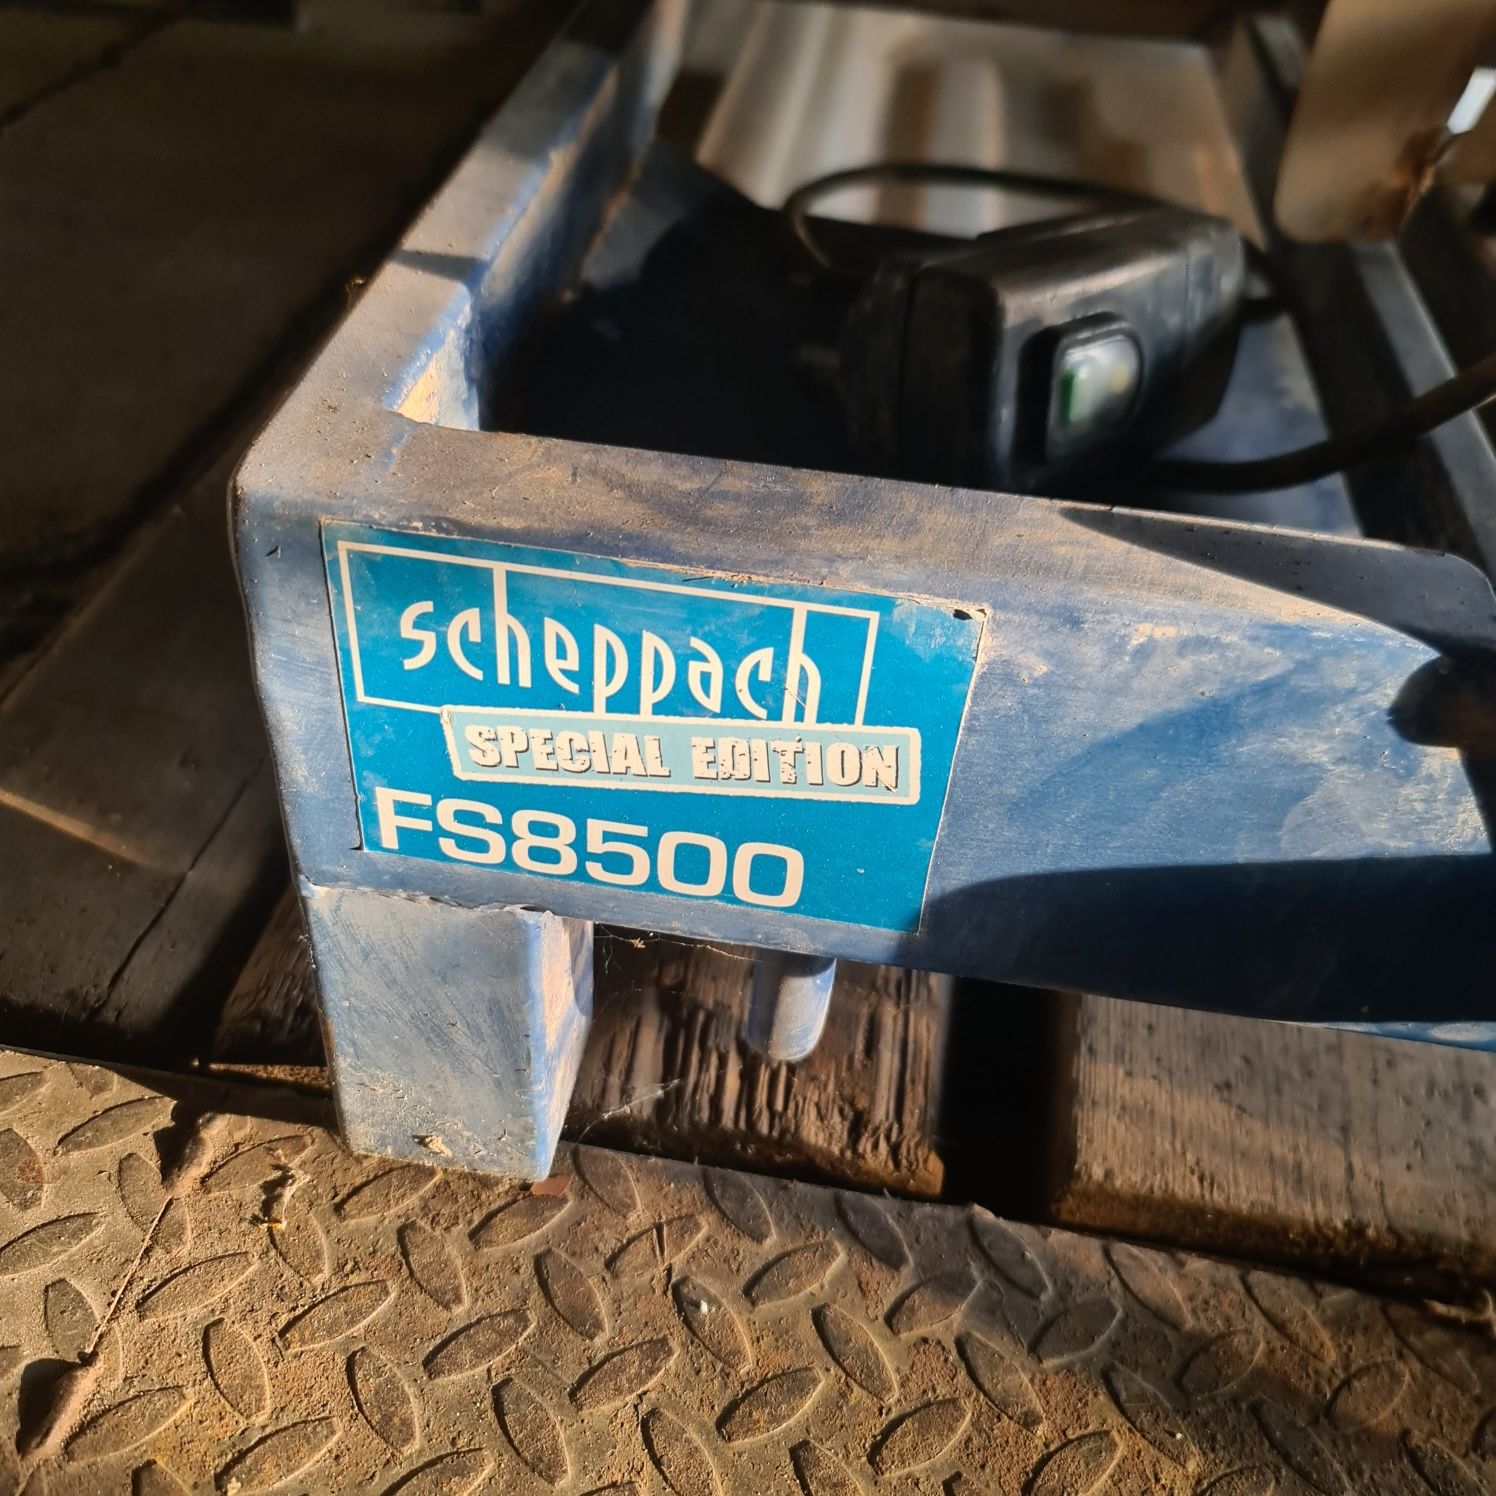 scheppach
SPECIAL EDITION
FS8500